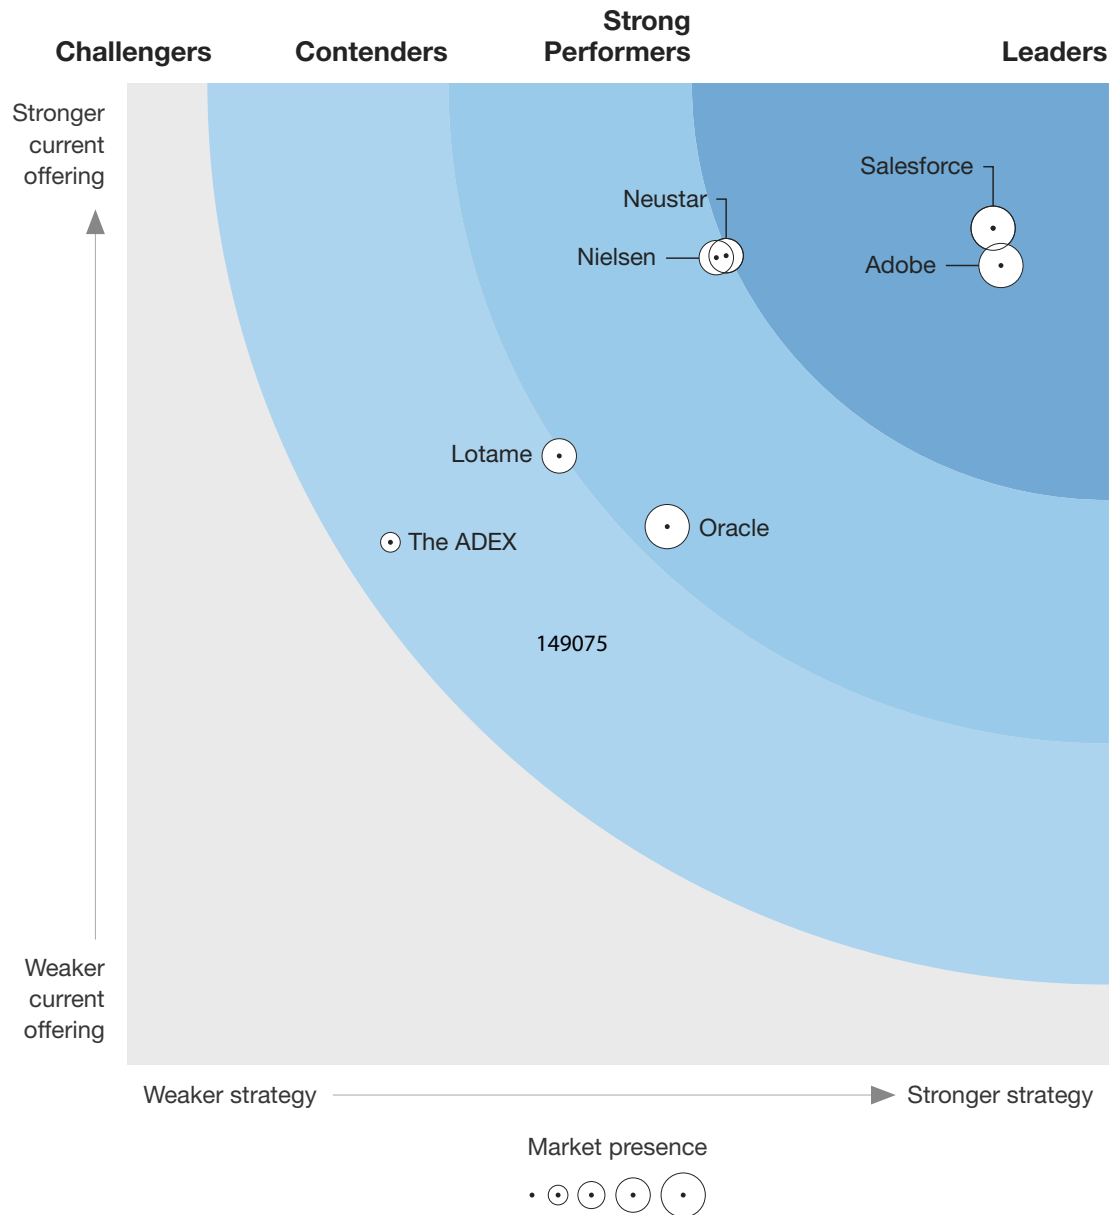 Strong
Challengers Contenders Performers Leaders
Stronger
current
offering
Salesforce
Neustar
Nielsen
Adobe
Lotame
Oracle
The ADEX
149075
Weaker
current
offering
Weaker strategy Stronger strategy
Market presence